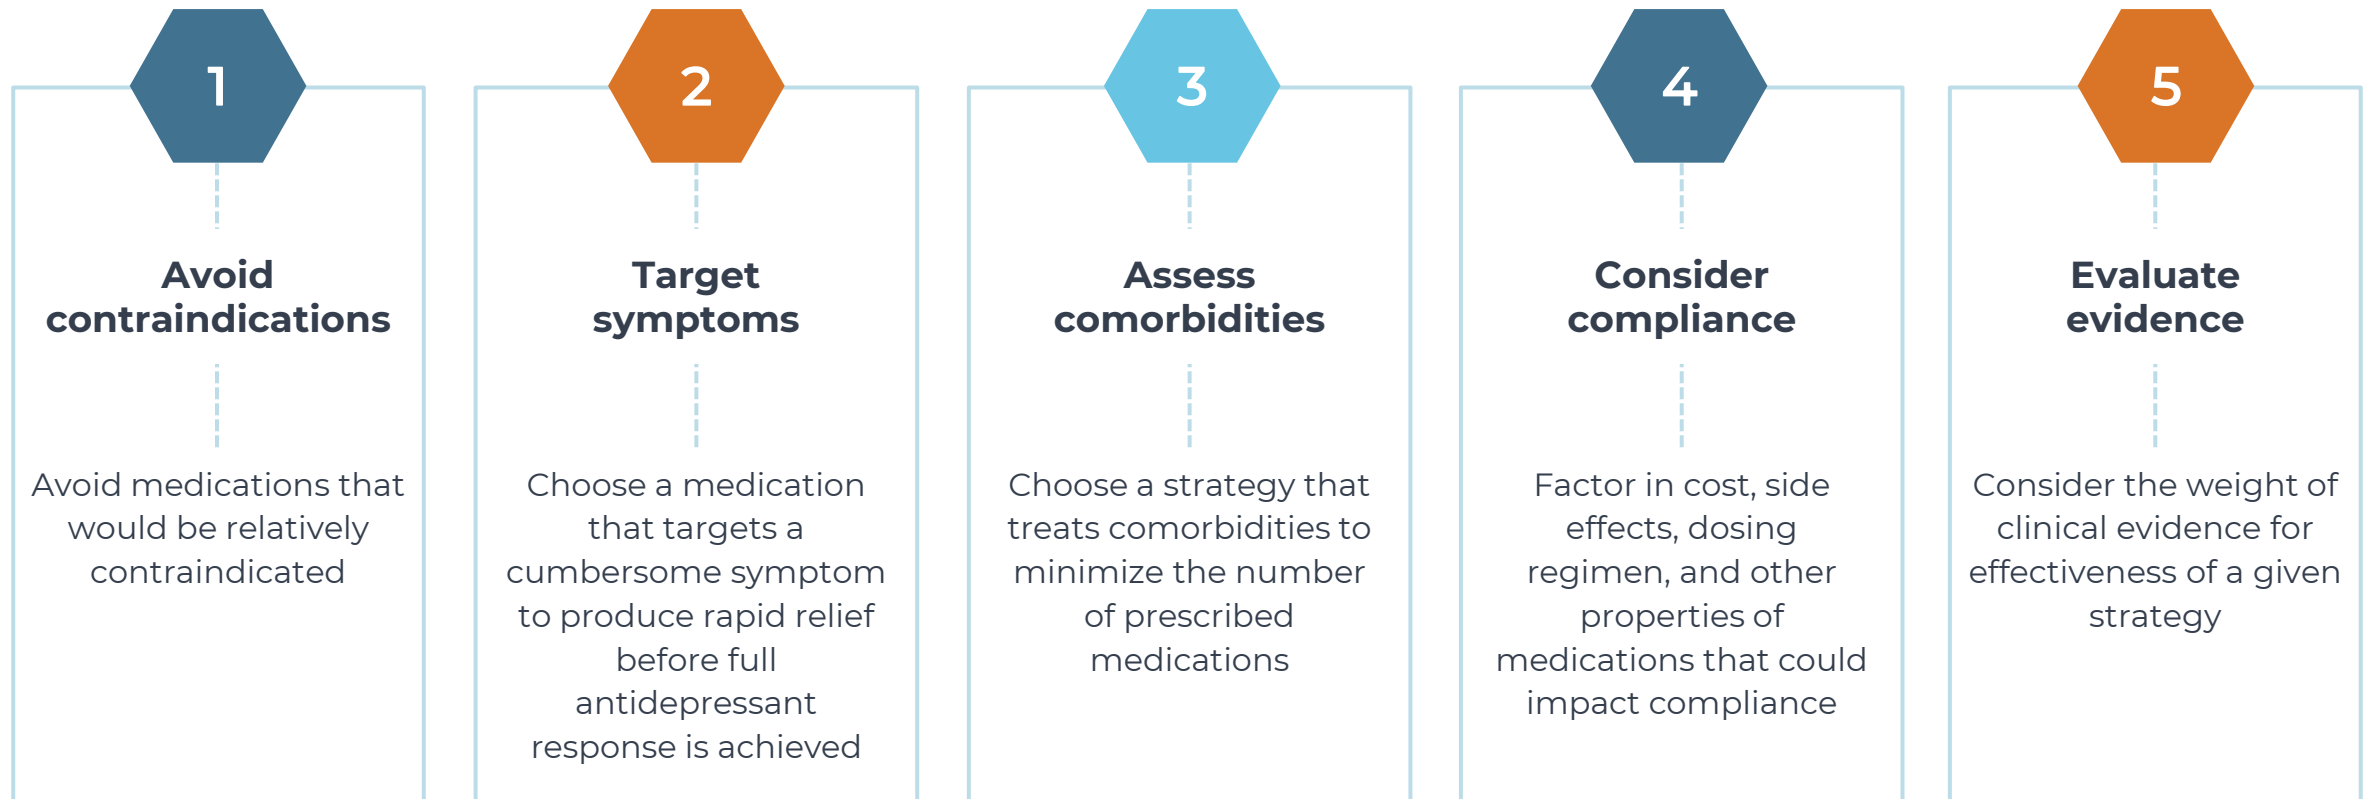 1
Avoid
contraindications
Avoid medications that
would be relatively
contraindicated
2
Target
symptoms
Choose a medication
that targets a
cumbersome symptom
to produce rapid relief
before full
antidepressant
response is achieved
3
Assess
comorbidities
Choose a strategy that
treats comorbidities to
minimize the number
of prescribed
medications
4
Consider
compliance
Factor in cost, side
effects, dosing
regimen, and other
properties of
medications that could
impact compliance
5
Evaluate
evidence
Consider the weight of
clinical evidence for
effectiveness of a given
strategy